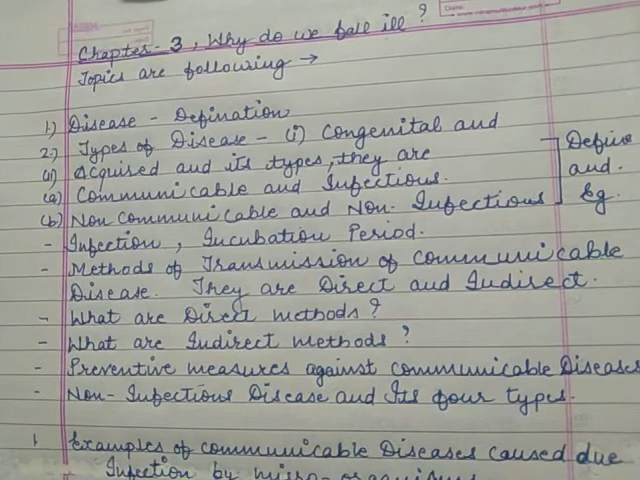 Date:
Chapter-3, Why do we fall ill?
Topics are following →
1) Disease - Defination
2) Types of Disease - (i) Congenital and
(ii) Acquired and its types, they are
(a) Communicable and Infectious.
(b) Non Communicable and Non-Infectious
Define and. Eg.
- Infection, Incubation Period.
- Methods of Transmission of Communicable
Disease. They are Direct and Indirect.
- What are Direct methods?
- What are Indirect methods?
- Preventive measures against communicable Diseases
- Non-Infectious Disease and Its four types.
Examples of communicable Diseases caused due
Infection by micro-organisms